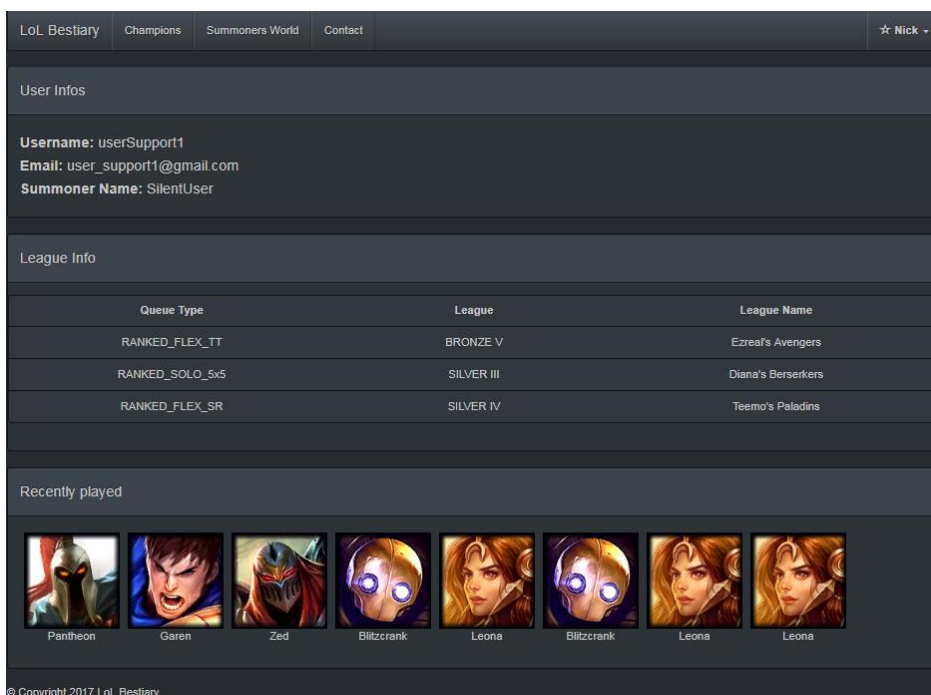 LoL Bestiary Champions Summoners World Contact ☆ Nick
User Infos
Username: userSupport1
Email: user_support1@gmail.com
Summoner Name: SilentUser
League Info
Queue Type League League Name
RANKED_FLEX_TT BRONZE V Ezreal's Avengers
RANKED_SOLO_5x5 SILVER III Diana's Berserkers
RANKED_FLEX_SR SILVER IV Teemo's Paladins
Recently played
Pantheon Garen Zed Blitzcrank Leona Blitzcrank Leona Leona
© Copyright 2017 LoL Bestiary